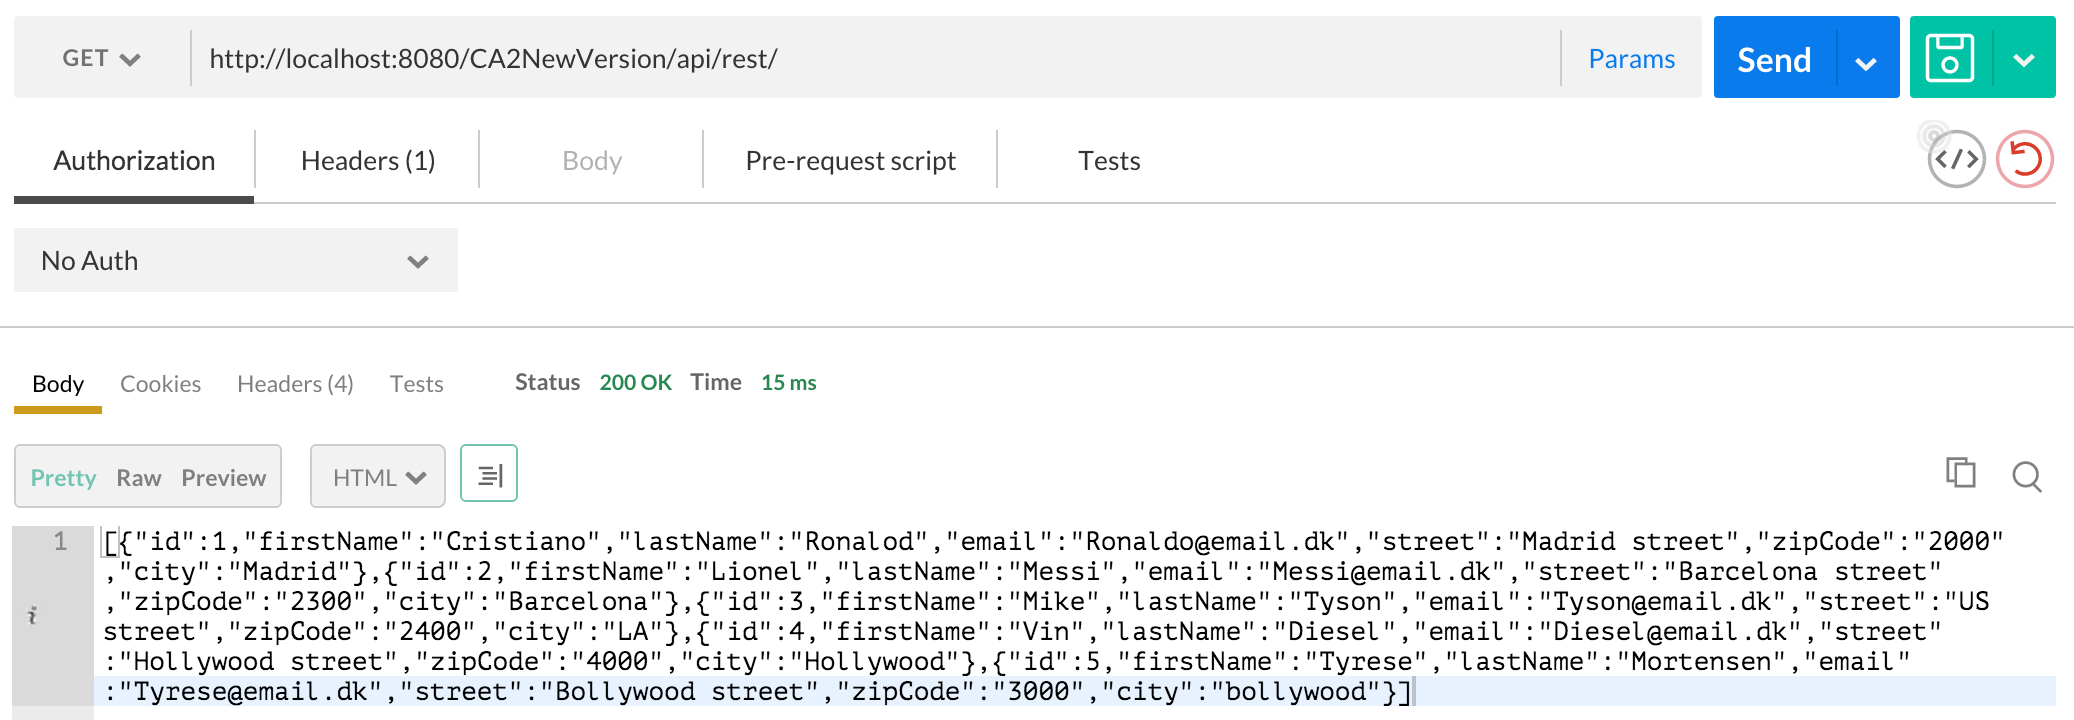 GET http://localhost:8080/CA2NewVersion/api/rest/ Params Send
Authorization Headers (1) Body Pre-request script Tests
No Auth
Body Cookies Headers (4) Tests Status 200 OK Time 15 ms
Pretty Raw Preview HTML
1 [{"id":1,"firstName":"Cristiano","lastName":"Ronalod","email":"Ronaldo@email.dk","street":"Madrid street","zipCode":"2000"
,"city":"Madrid"},{"id":2,"firstName":"Lionel","lastName":"Messi","email":"Messi@email.dk","street":"Barcelona street"
,"zipCode":"2300","city":"Barcelona"},{"id":3,"firstName":"Mike","lastName":"Tyson","email":"Tyson@email.dk","street":"US
street","zipCode":"2400","city":"LA"},{"id":4,"firstName":"Vin","lastName":"Diesel","email":"Diesel@email.dk","street"
:"Hollywood street","zipCode":"4000","city":"Hollywood"},{"id":5,"firstName":"Tyrese","lastName":"Mortensen","email"
:"Tyrese@email.dk","street":"Bollywood street","zipCode":"3000","city":"bollywood"}]